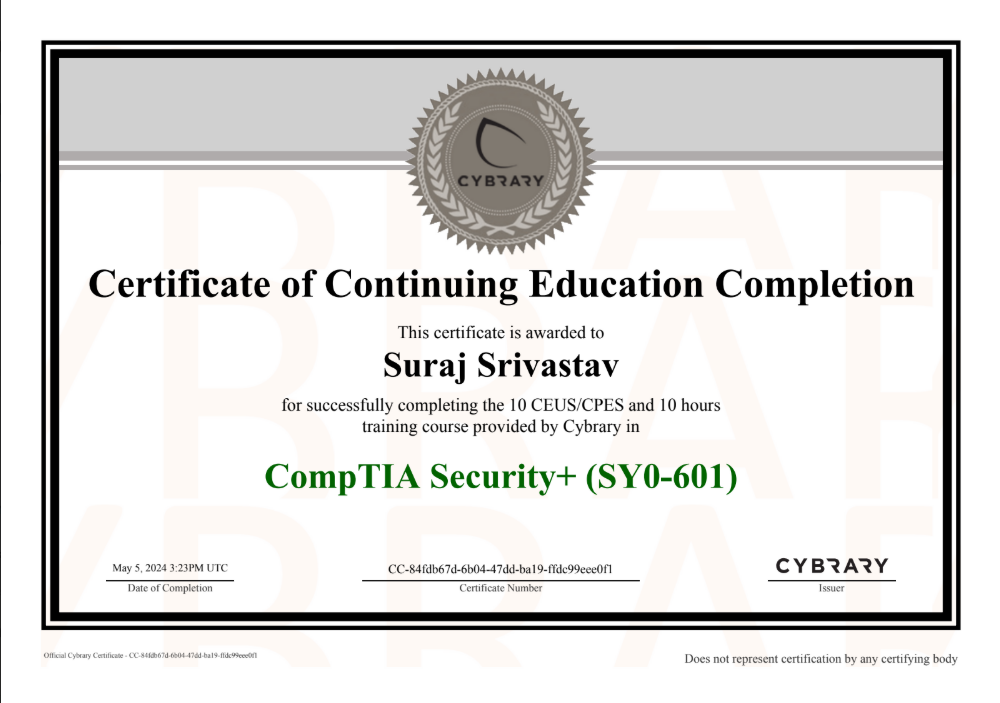 CYBRARY
Certificate of Continuing Education Completion
This certificate is awarded to
Suraj Srivastav
for successfully completing the 10 CEUS/CPES and 10 hours
training course provided by Cybrary in
CompTIA Security+ (SY0-601)
May 5, 2024 3:23PM UTC
Date of Completion
CC-84fdb67d-6b04-47dd-ba19-ffdc99eee0f1
Certificate Number
CYBRARY
Issuer
Official Cybrary Certificate - CC-84fdb67d-6b04-47dd-ba19-ffdc99eee0f1
Does not represent certification by any certifying body